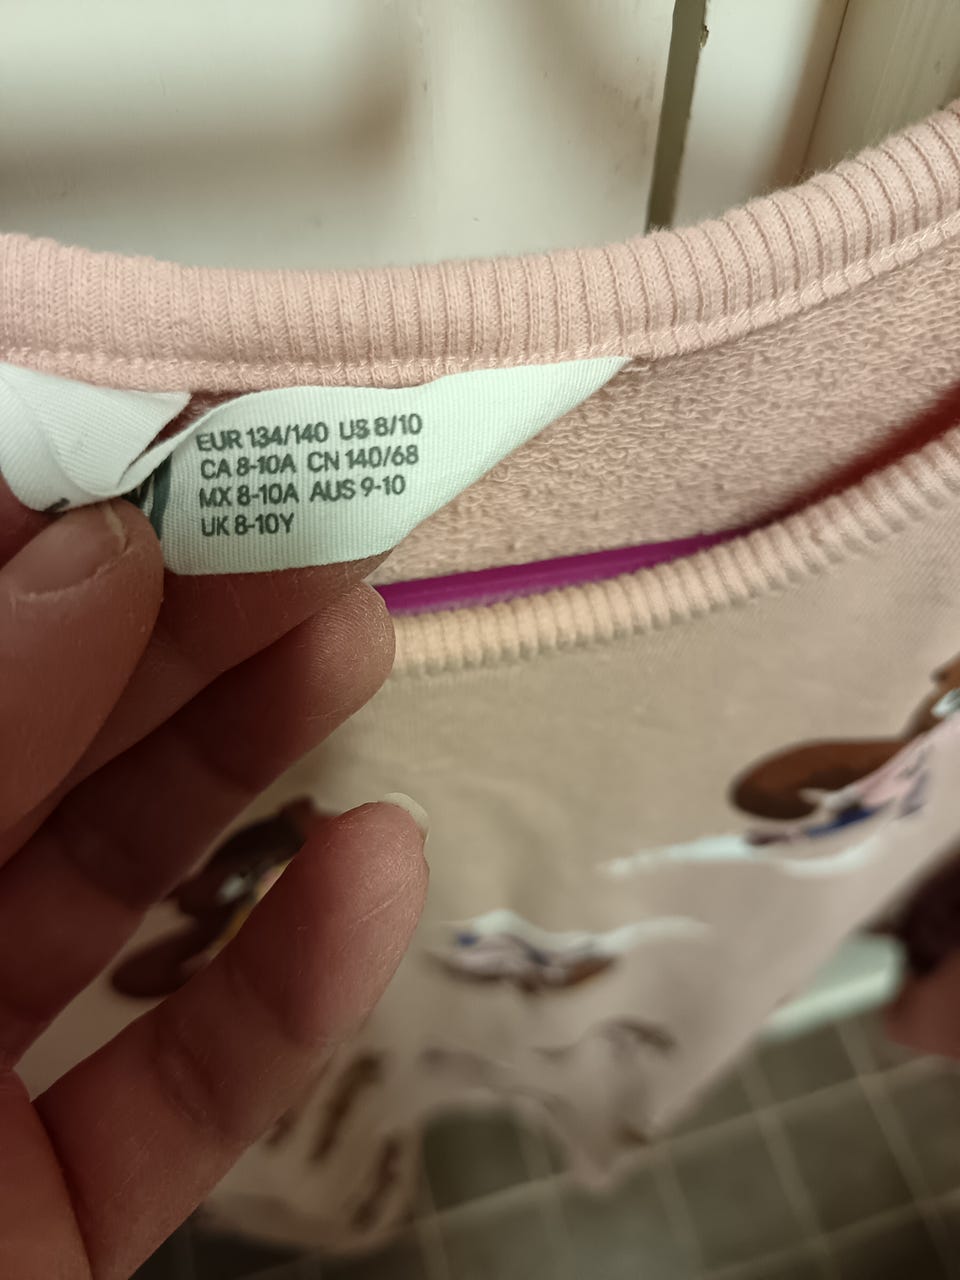 EUR 134/140 US 8/10
CA 8-10A CN 140/68
MX 8-10A AUS 9-10
UK 8-10Y